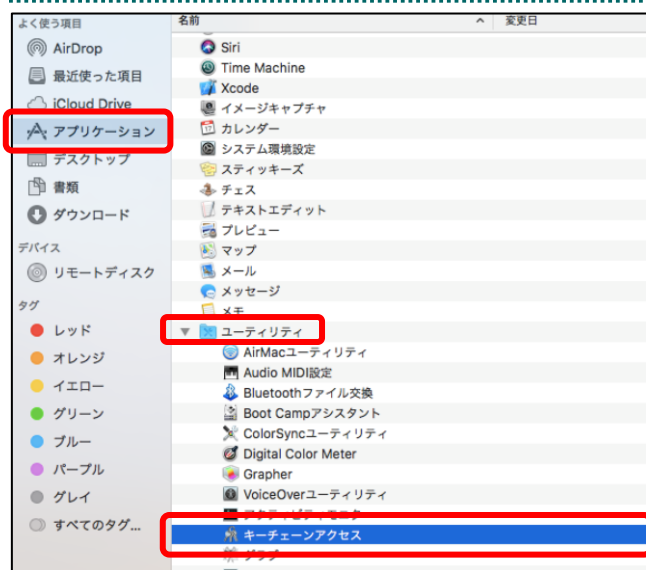 よく使う項目
AirDrop
最近使った項目
iCloud Drive
アプリケーション
デスクトップ
書類
ダウンロード
デバイス
リモートディスク
タグ
レッド
オレンジ
イエロー
グリーン
ブルー
パープル
グレイ
すべてのタグ...
名前 変更日
Siri
Time Machine
Xcode
イメージキャプチャ
カレンダー
システム環境設定
スティッキーズ
チェス
テキストエディット
プレビュー
マップ
メール
メッセージ
メモ
ユーティリティ
AirMacユーティリティ
Audio MIDI設定
Bluetoothファイル交換
Boot Campアシスタント
ColorSyncユーティリティ
Digital Color Meter
Grapher
VoiceOverユーティリティ
アクティビティモニタ
キーチェーンアクセス